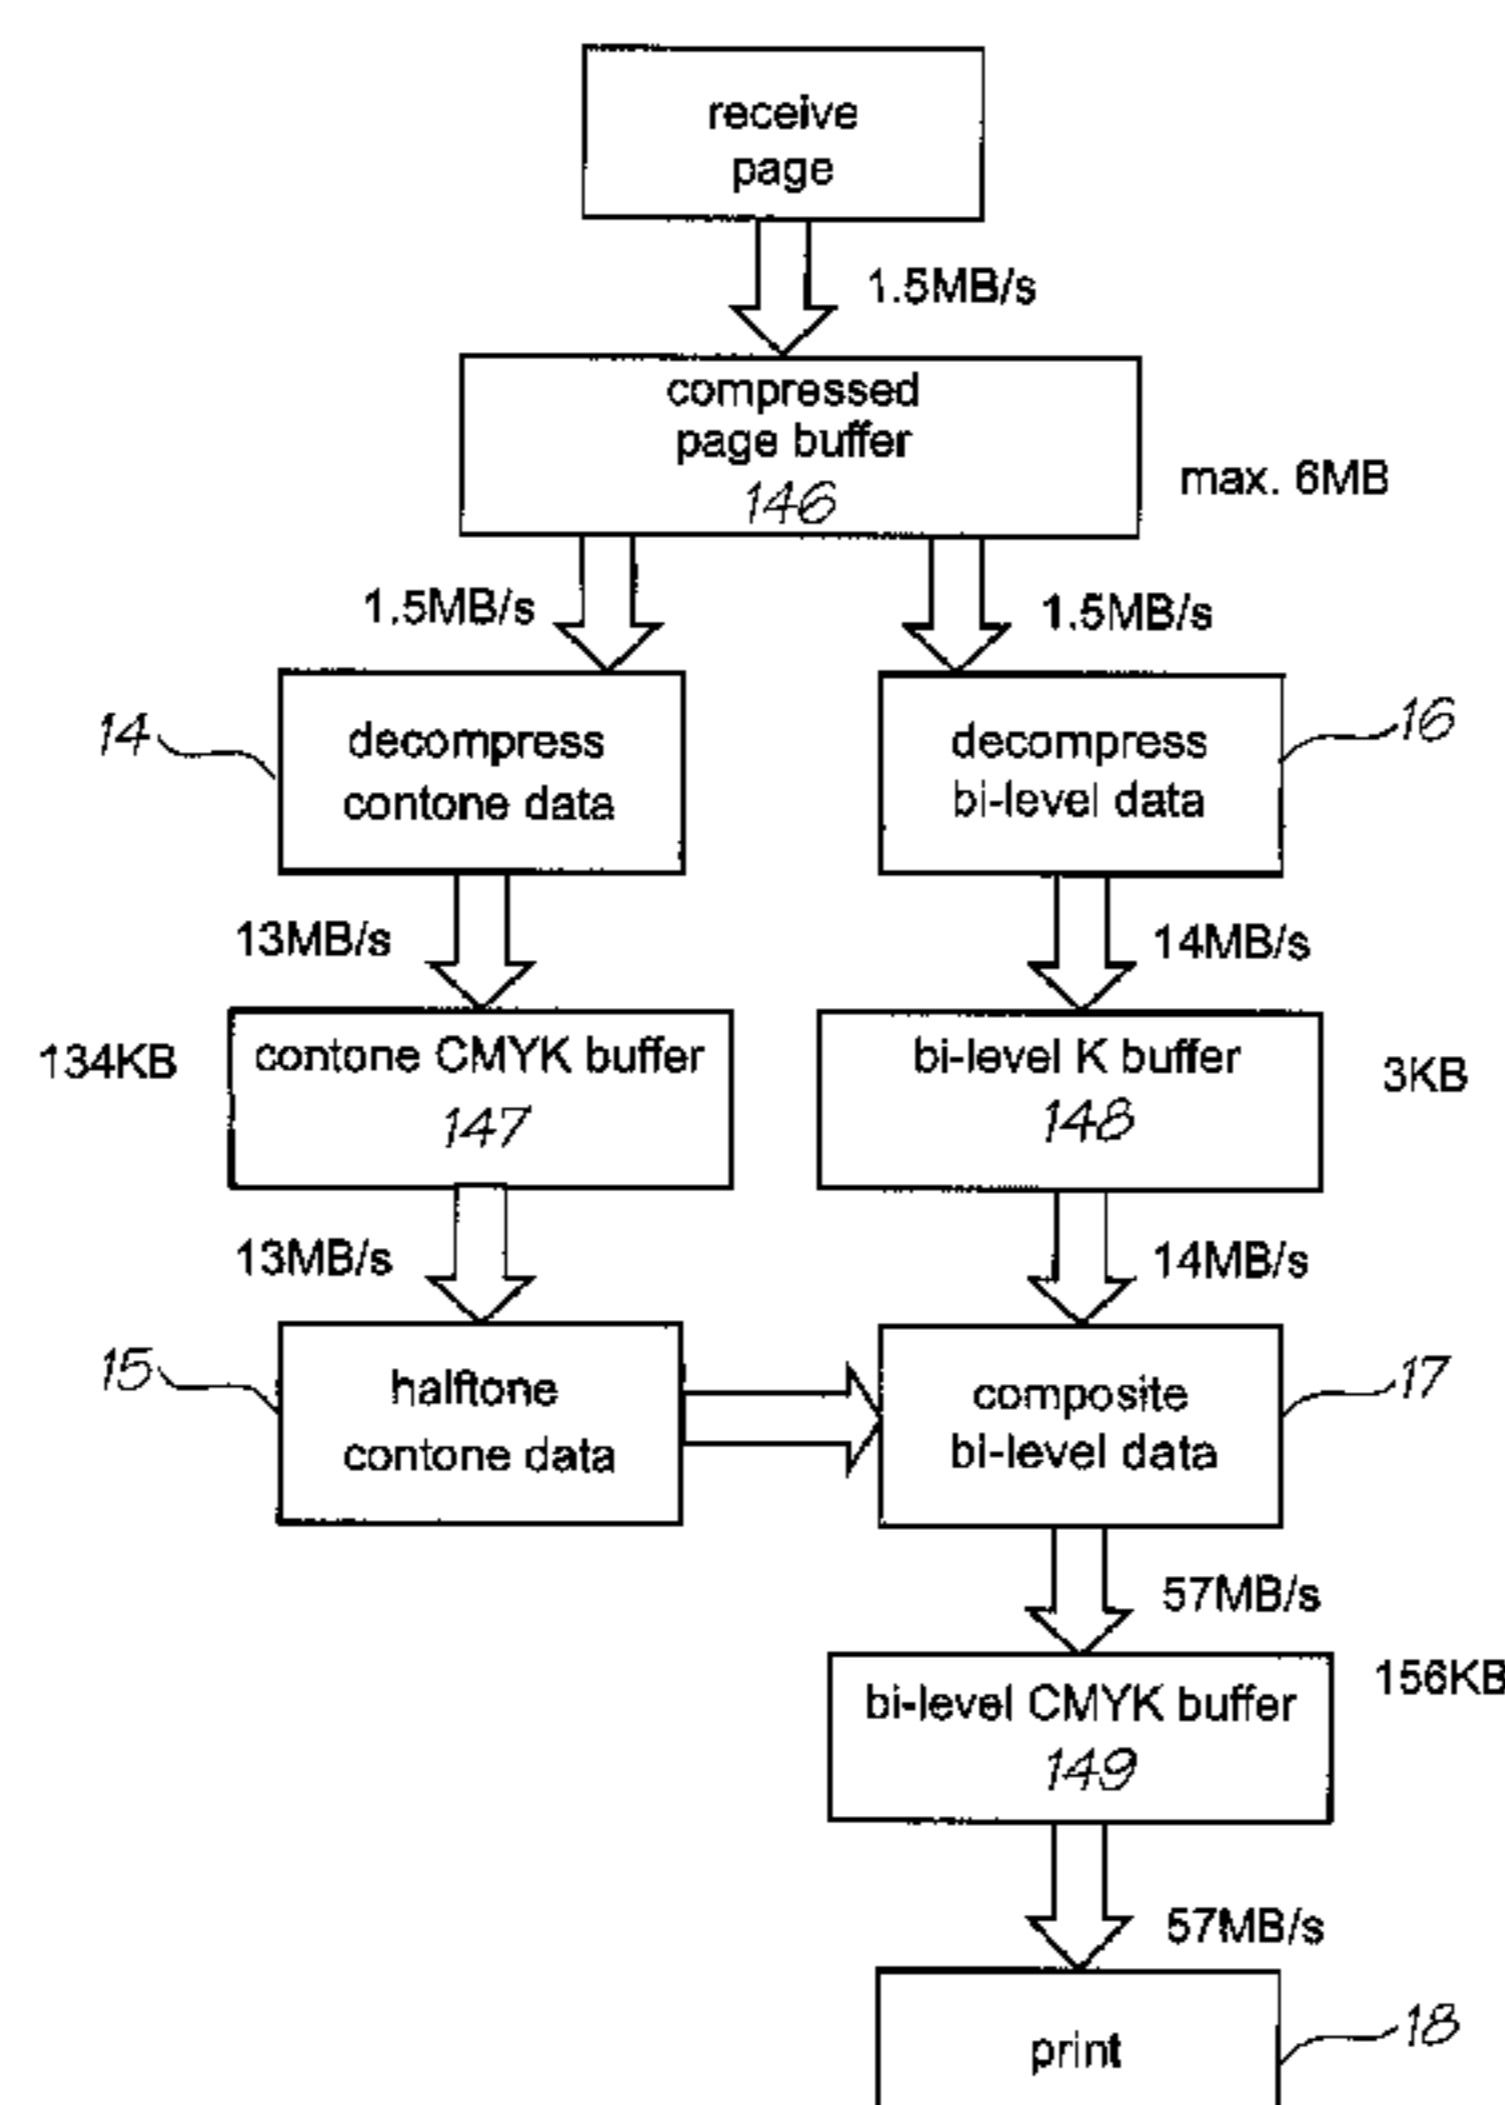 receive
page
1.5MB/s
compressed
page buffer
146
max. 6MB
1.5MB/s
1.5MB/s
14
decompress
contone data
decompress
bi-level data
16
13MB/s
14MB/s
134KB
contone CMYK buffer
147
bi-level K buffer
148
3KB
13MB/s
14MB/s
15
halftone
contone data
composite
bi-level data
17
57MB/s
bi-level CMYK buffer
149
156KB
57MB/s
print
18